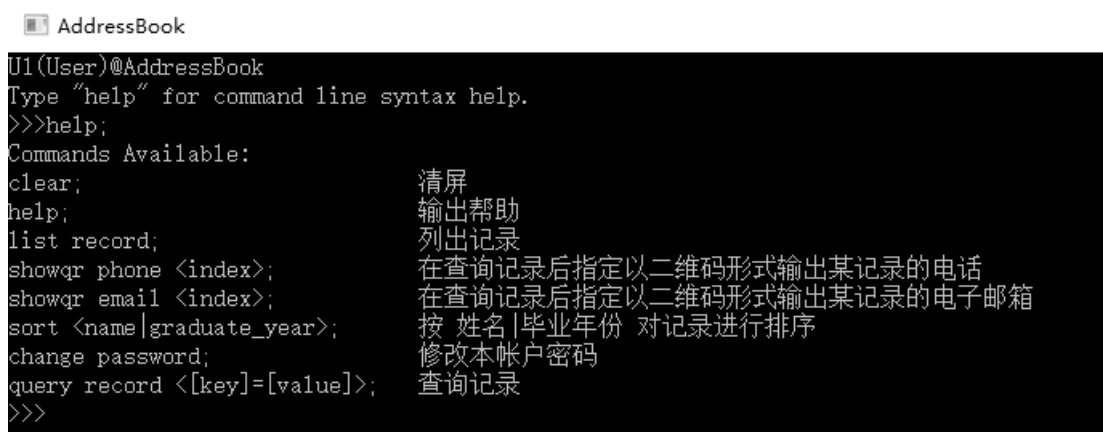 AddressBook
U1(User)@AddressBook
Type "help" for command line syntax help.
>>>help;
Commands Available:
clear; 清屏
help; 输出帮助
list record; 列出记录
showqr phone <index>; 在查询记录后指定以二维码形式输出某记录的电话
showqr email <index>; 在查询记录后指定以二维码形式输出某记录的电子邮箱
sort <name|graduate_year>; 按 姓名|毕业年份 对记录进行排序
change password; 修改本帐户密码
query record <[key]=[value]>; 查询记录
>>>